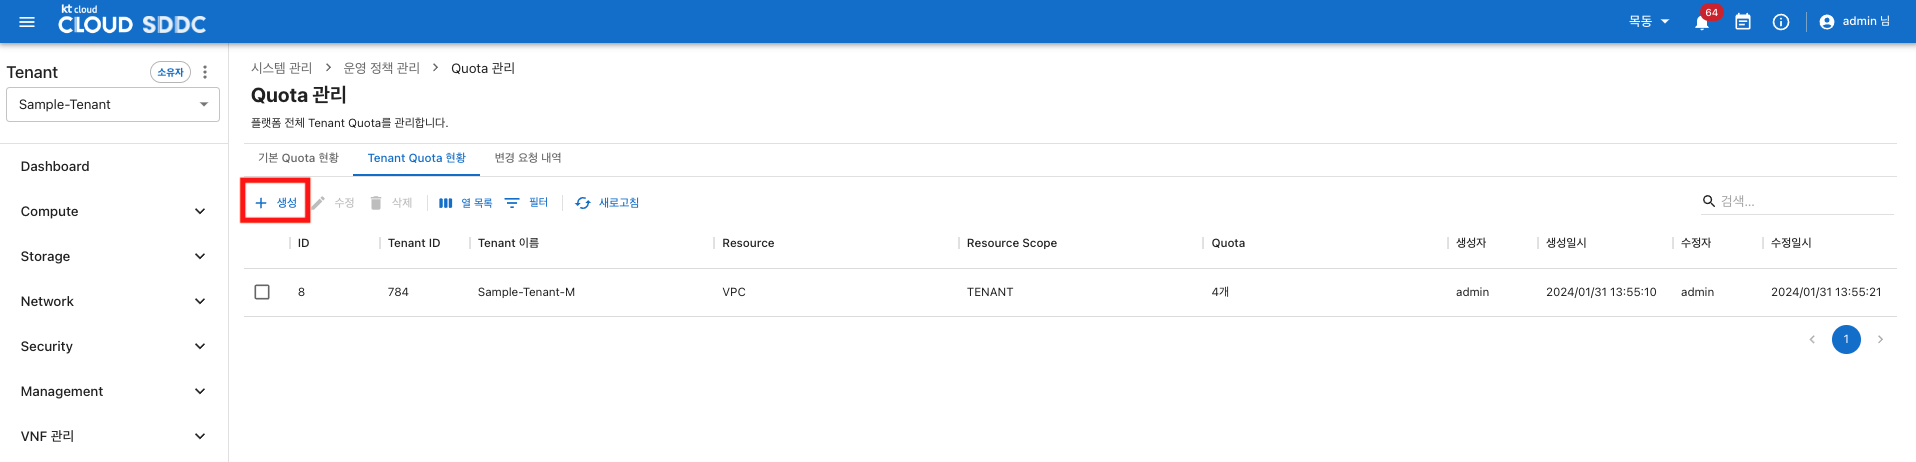 kt cloud
CLOUD SDDC
목동
64
admin 님
Tenant
소유자
Sample-Tenant
Dashboard
Compute
Storage
Network
Security
Management
VNF 관리
시스템 관리 > 운영 정책 관리 > Quota 관리
Quota 관리
플랫폼 전체 Tenant Quota를 관리합니다.
기본 Quota 현황 Tenant Quota 현황 변경 요청 내역
+ 생성 수정 삭제 열 목록 필터 새로고침 검색...
ID Tenant ID Tenant 이름 Resource Resource Scope Quota 생성자 생성일시 수정자 수정일시
8 784 Sample-Tenant-M VPC TENANT 4개 admin 2024/01/31 13:55:10 admin 2024/01/31 13:55:21
< 1 >